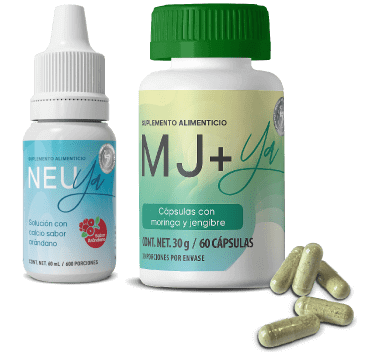 SUPLEMENTO ALIMENTICIO
NEU Ya
Solución con
calcio sabor
arándano
CONT. NET. 60 mL / 600 PORCIONES
SUPLEMENTO ALIMENTICIO
MJ+ Ya
Cápsulas con
moringa y jengibre
CONT. NET. 30 g / 60 CÁPSULAS
PORCIONES POR ENVASE